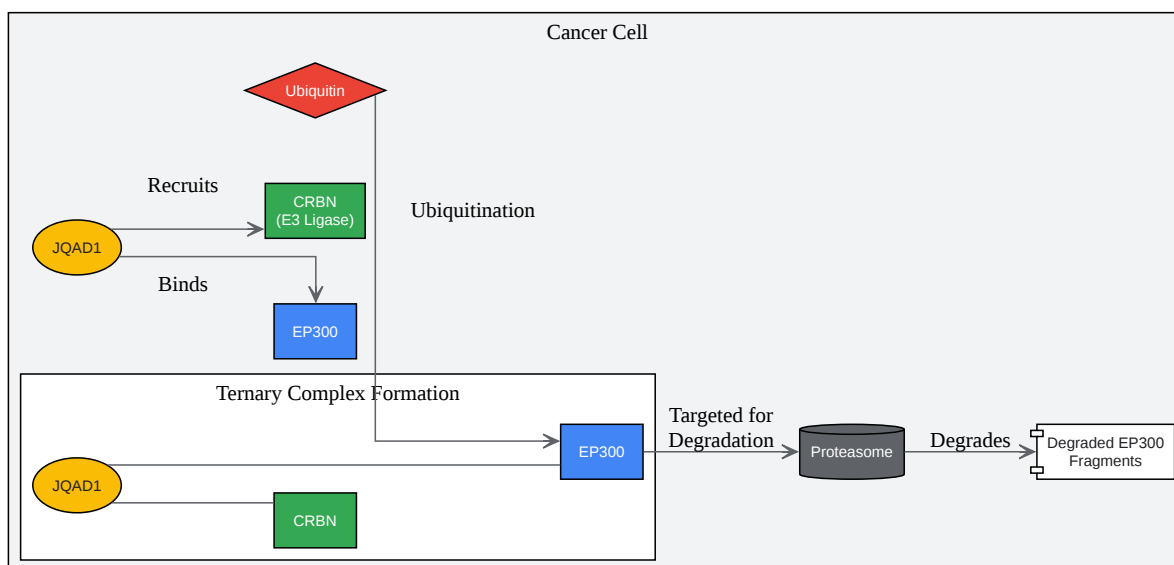 Cancer Cell
Ubiquitin
Recruits
CRBN
(E3 Ligase)
Ubiquitination
JQAD1
Binds
EP300
Ternary Complex Formation
Targeted for
Degradation
EP300
Proteasome
Degrades
Degraded EP300
Fragments
JQAD1
CRBN